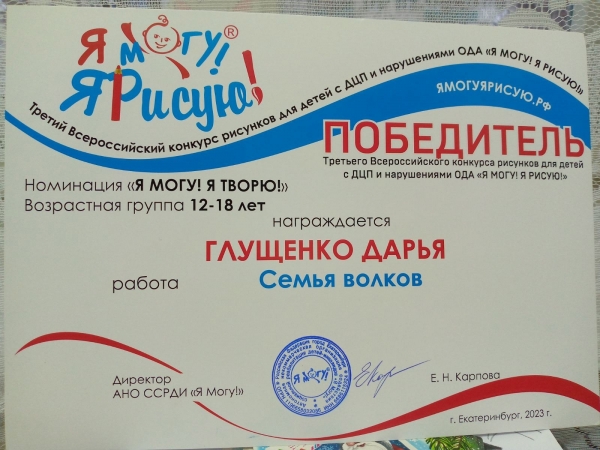 Я МОГУ!®
Я Рисую!
Третий Всероссийский конкурс рисунков для детей с ДЦП и нарушениями ОДА «Я МОГУ! Я РИСУЮ!»
ЯМОГУЯРИСУЮ.РФ
ПОБЕДИТЕЛЬ
Третьего Всероссийского конкурса рисунков для детей
с ДЦП и нарушениями ОДА «Я МОГУ! Я РИСУЮ!»
Номинация «Я МОГУ! Я ТВОРЮ!»
Возрастная группа 12-18 лет
награждается
ГЛУЩЕНКО ДАРЬЯ
работа Семья волков
Директор
АНО ССРДИ «Я Могу!»
Я МОГУ!
Е. Н. Карпова
г. Екатеринбург, 2023 г.